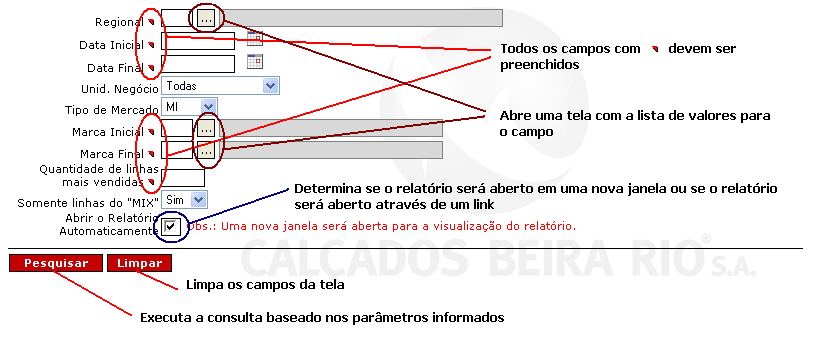 Regional ...
Data Inicial
Todos os campos com devem ser
preenchidos
Data Final
Unid. Negócio Todas
Tipo de Mercado MI
Abre uma tela com a lista de valores para
o campo
Marca Inicial ...
Marca Final ...
Quantidade de linhas
mais vendidas
Determina se o relatório será aberto em uma nova janela ou se o relatório
será aberto através de um link
Somente linhas do "MIX" Sim
Abrir o Relatório
Automaticamente
Obs.: Uma nova janela será aberta para a visualização do relatório.
CALÇADOS BEIRA RIO® S.A.
Pesquisar Limpar
Limpa os campos da tela
Executa a consulta baseado nos parâmetros informados